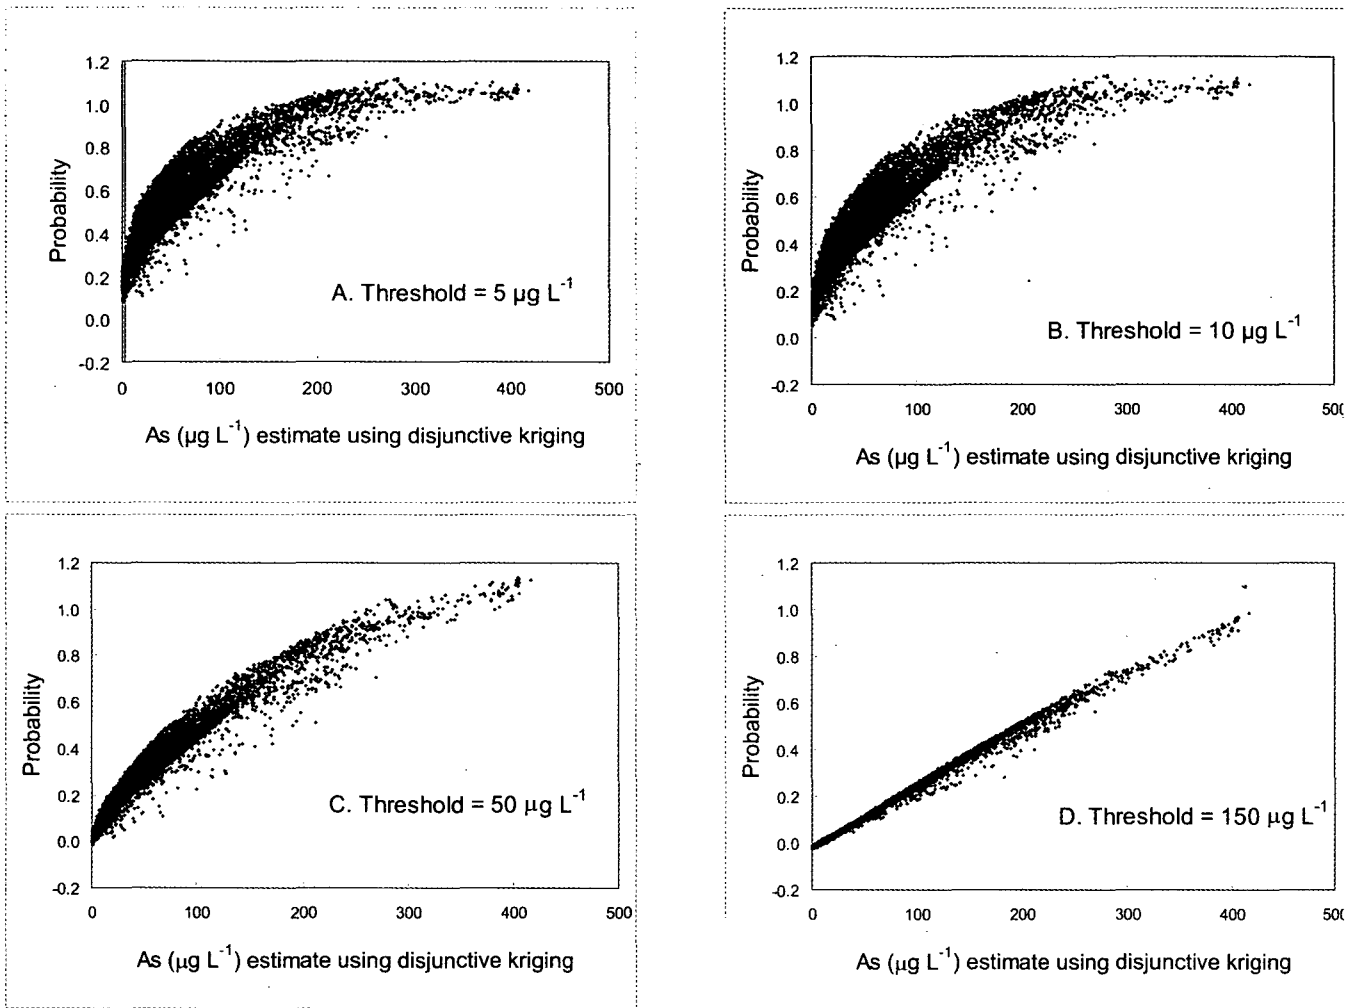 1.2
1.0
0.8
0.6
0.4
0.2
0.0
-0.2
Probability
A. Threshold = 5 µg L-1
0 100 200 300 400 500
As (µg L-1) estimate using disjunctive kriging
1.2
1.0
0.8
0.6
0.4
0.2
0.0
-0.2
Probability
B. Threshold = 10 µg L-1
0 100 200 300 400 500
As (µg L-1) estimate using disjunctive kriging
1.2
1.0
0.8
0.6
0.4
0.2
0.0
-0.2
Probability
C. Threshold = 50 µg L-1
0 100 200 300 400 500
As (µg L-1) estimate using disjunctive kriging
1.2
1.0
0.8
0.6
0.4
0.2
0.0
-0.2
Probability
D. Threshold = 150 µg L-1
0 100 200 300 400 500
As (µg L-1) estimate using disjunctive kriging